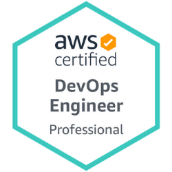 aws
certified
DevOps
Engineer
Professional